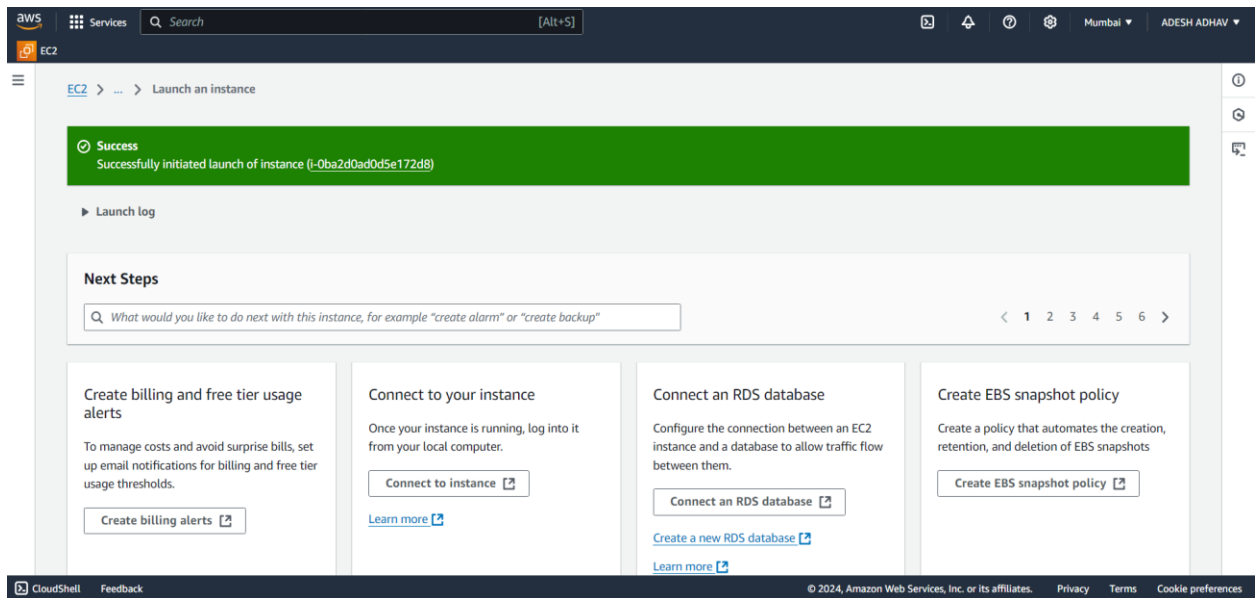 aws
Services
Search
[Alt+S]
Mumbai ▼
ADESH ADHAV ▼
EC2
EC2 > ... > Launch an instance
Success
Successfully initiated launch of instance (i-0ba2d0ad0d5e172d8)
Launch log
Next Steps
What would you like to do next with this instance, for example "create alarm" or "create backup"
1 2 3 4 5 6
Create billing and free tier usage
alerts
To manage costs and avoid surprise bills, set
up email notifications for billing and free tier
usage thresholds.
Create billing alerts
Connect to your instance
Once your instance is running, log into it
from your local computer.
Connect to instance
Learn more
Connect an RDS database
Configure the connection between an EC2
instance and a database to allow traffic flow
between them.
Connect an RDS database
Create a new RDS database
Learn more
Create EBS snapshot policy
Create a policy that automates the creation,
retention, and deletion of EBS snapshots
Create EBS snapshot policy
CloudShell
Feedback
© 2024, Amazon Web Services, Inc. or its affiliates.
Privacy
Terms
Cookie preferences